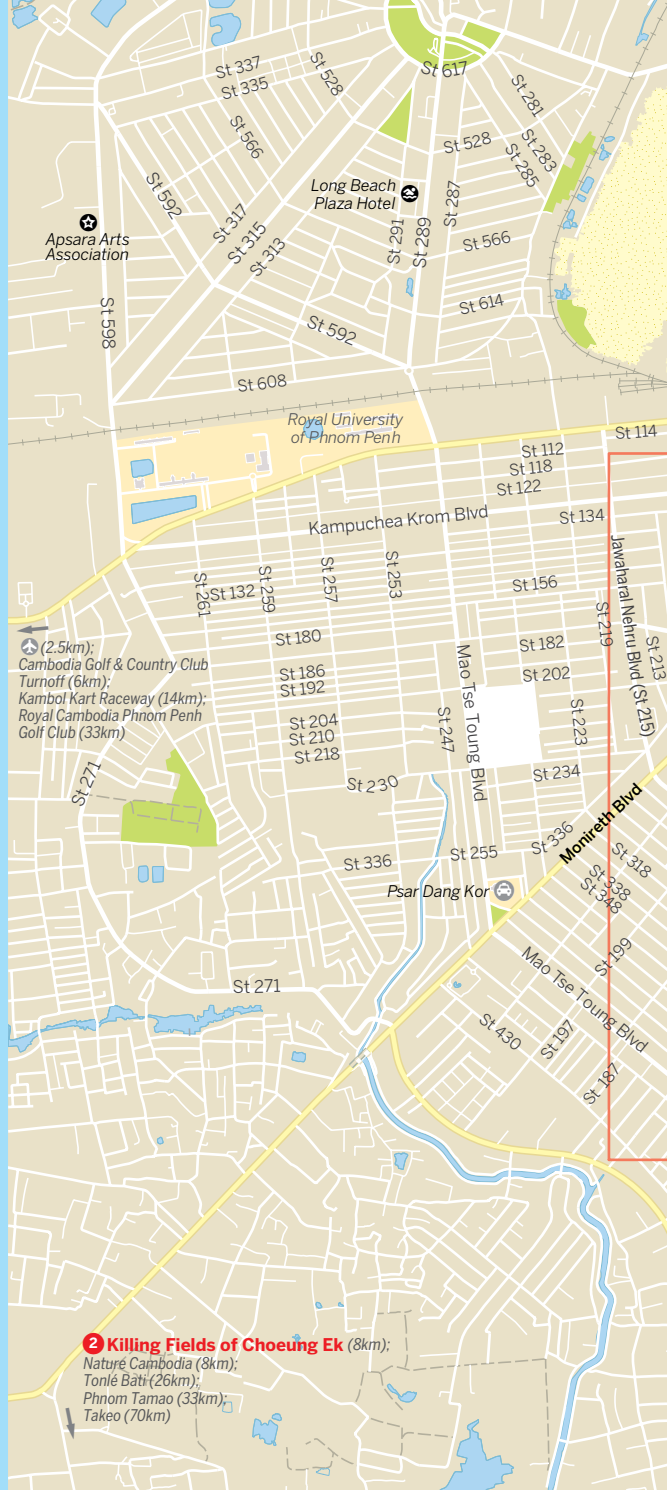 St 337
St 335
St 528
St 617
St 281
St 566
St 528
St 283
St 285
St 592
Long Beach
Plaza Hotel
St 287
Apsara Arts
Association
St 317
St 315
St 313
St 291
St 289
St 566
St 598
St 592
St 614
St 608
Royal University
of Phnom Penh
St 114
St 112
St 118
St 122
Kampuchea Krom Blvd
St 134
Jawaharal Nehru Blvd (St 215)
St 261
St 132
St 259
St 257
St 253
St 156
St 219
St 213
(2.5km);
Cambodia Golf & Country Club
Turnoff (6km);
Kambol Kart Raceway (14km);
Royal Cambodia Phnom Penh
Golf Club (33km)
St 180
St 182
St 186
St 192
St 202
Mao Tse Toung Blvd
St 204
St 210
St 218
St 247
St 223
St 271
St 230
St 234
Monireth Blvd
St 336
St 336
St 255
St 318
St 338
St 348
Psar Dang Kor
St 199
Mao Tse Toung Blvd
St 271
St 430
St 197
St 187
2 Killing Fields of Choeung Ek (8km);
Nature Cambodia (8km);
Tonlé Bati (26km);
Phnom Tamao (33km);
Takeo (70km)